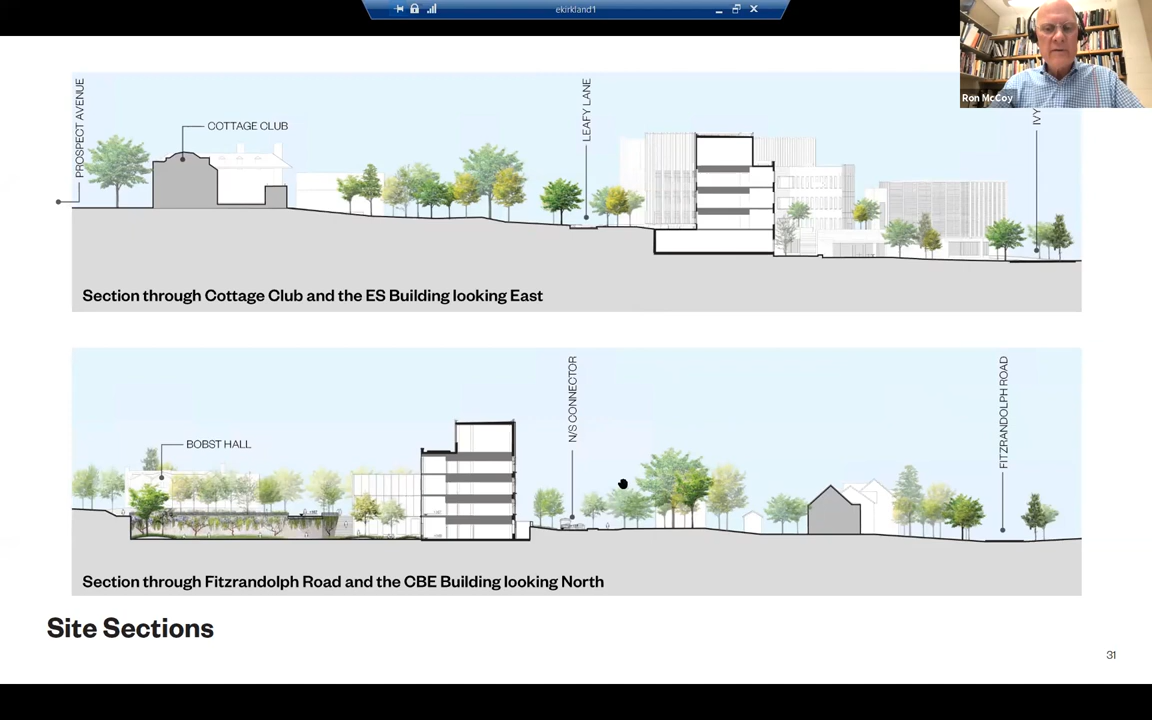 ekirkland1
Ron McCoy
PROSPECT AVENUE
COTTAGE CLUB
LEAFY LANE
IVY
Section through Cottage Club and the ES Building looking East
BOBST HALL
N/S CONNECTOR
FITZRANDOLPH ROAD
Section through Fitzrandolph Road and the CBE Building looking North
Site Sections
31